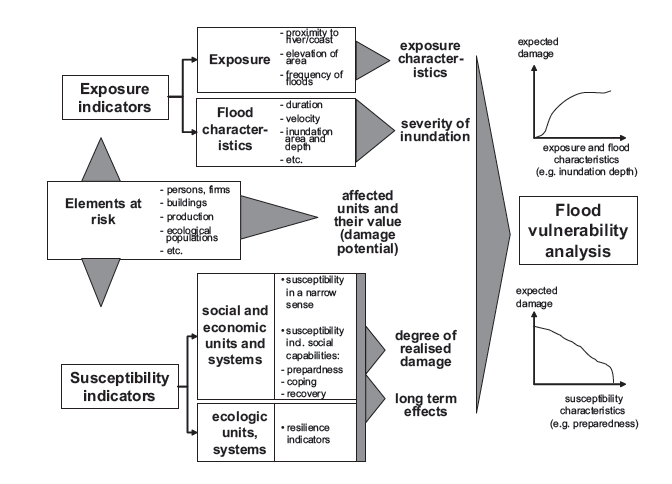 Exposure
indicators
Exposure
- proximity to
river/coast
- elevation of
area
- frequency of
floods
exposure
character-
istics
Flood
character-
istics
- duration
- velocity
- inundation
area and
depth
- etc.
severity of
inundation
Elements at
risk
- persons, firms
- buildings
- production
- ecological
populations
- etc.
affected
units and
their value
(damage
potential)
Susceptibility
indicators
social and
economic
units and
systems
• susceptibility
in a narrow
sense
• susceptibility
incl. social
capabilities:
- prepardness
- coping
- recovery
degree of
realised
damage
long term
effects
ecologic
units,
systems
• resilience
indicators
expected
damage
exposure and flood
characteristics
(e.g. inundation depth)
Flood
vulnerability
analysis
expected
damage
susceptibility
characteristics
(e.g. preparedness)